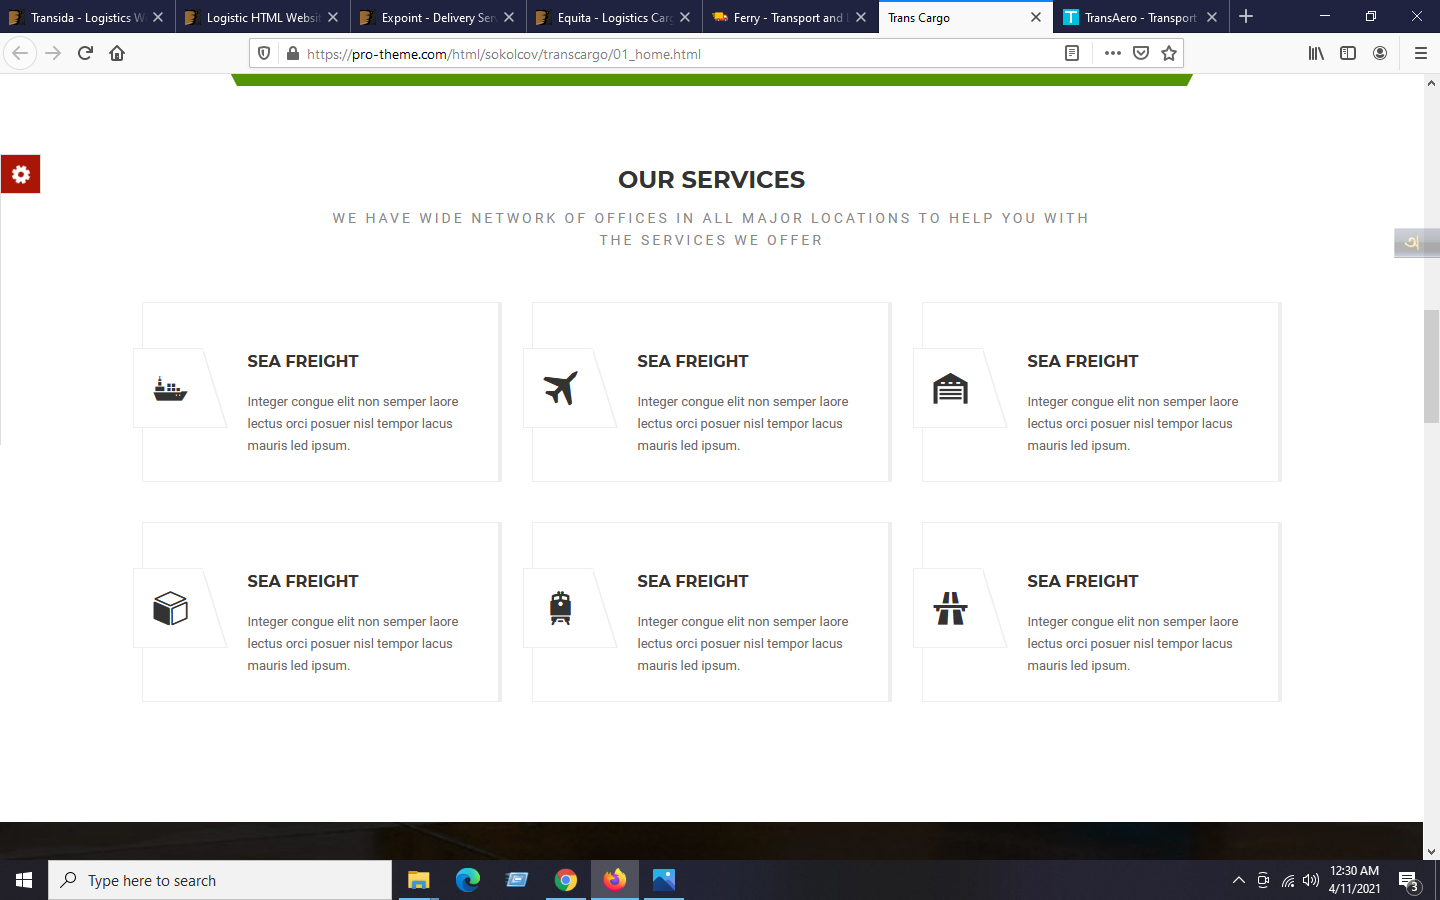 Transida - Logistics W
Logistic HTML Websit
Expoint - Delivery Serv
Equita - Logistics Carg
Ferry - Transport and L
Trans Cargo
TransAero - Transport
https://pro-theme.com/html/sokolcov/transcargo/01_home.html
OUR SERVICES
WE HAVE WIDE NETWORK OF OFFICES IN ALL MAJOR LOCATIONS TO HELP YOU WITH
THE SERVICES WE OFFER
অ
SEA FREIGHT
Integer congue elit non semper laore
lectus orci posuer nisl tempor lacus
mauris led ipsum.
SEA FREIGHT
Integer congue elit non semper laore
lectus orci posuer nisl tempor lacus
mauris led ipsum.
SEA FREIGHT
Integer congue elit non semper laore
lectus orci posuer nisl tempor lacus
mauris led ipsum.
SEA FREIGHT
Integer congue elit non semper laore
lectus orci posuer nisl tempor lacus
mauris led ipsum.
SEA FREIGHT
Integer congue elit non semper laore
lectus orci posuer nisl tempor lacus
mauris led ipsum.
SEA FREIGHT
Integer congue elit non semper laore
lectus orci posuer nisl tempor lacus
mauris led ipsum.
Type here to search
12:30 AM
4/11/2021
3